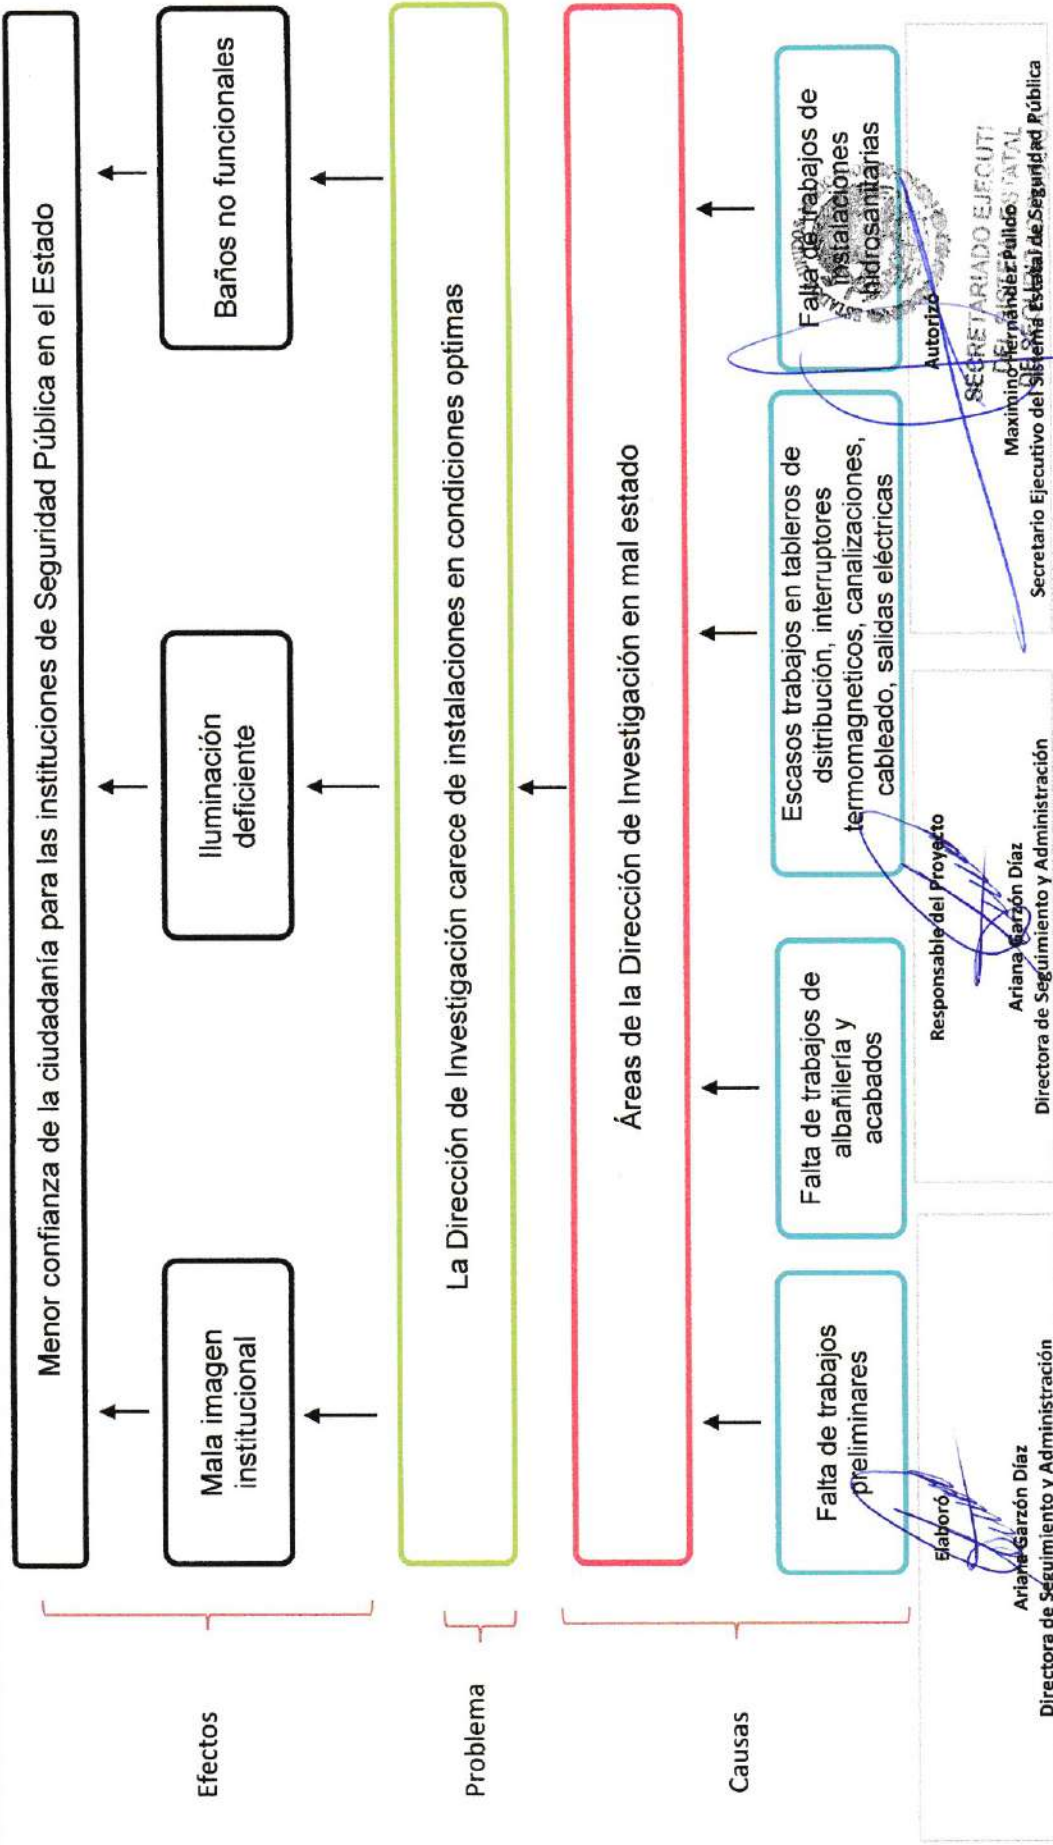 Efectos
Menor confianza de la ciudadanía para las instituciones de Seguridad Pública en el Estado
Mala imagen
institucional
Iluminación
deficiente
Baños no funcionales
Problema
La Dirección de Investigación carece de instalaciones en condiciones optimas
Causas
Áreas de la Dirección de Investigación en mal estado
Falta de trabajos
preliminares
Falta de trabajos de
albañilería y
acabados
Escasos trabajos en tableros de
dsitribución, interruptores
termomagneticos, canalizaciones,
cableado, salidas eléctricas
Falta de trabajos de
instalaciones
hidrosanitarias
Elaboró
Ariana Garzón Díaz
Directora de Seguimiento y Administración
Responsable del Proyecto
Ariana Garzón Díaz
Directora de Seguimiento y Administración
Autorizó
SECRETARIADO EJECUTI
Maximino Hernández Pulido
Secretario Ejecutivo del Sistema Estatal de Seguridad Pública